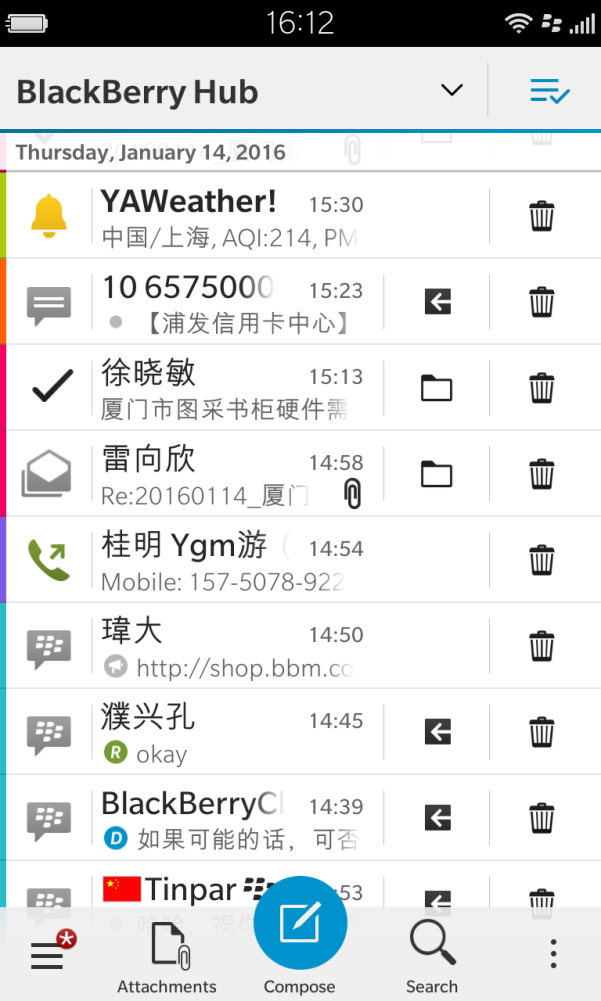 16:12
BlackBerry Hub
Thursday, January 14, 2016
YAWeather! 15:30
中国/上海, AQI:214, PM
10 6575000 15:23
【浦发信用卡中心】
徐晓敏 15:13
厦门市图采书柜硬件需
雷向欣 14:58
Re:20160114_厦门
桂明 Ygm游 ( 14:54
Mobile: 157-5078-922
瑋大 14:50
http://shop.bbm.co
濮兴孔 14:45
R okay
BlackBerryCl 14:39
D 如果可能的话，可否
Tinpar :53
哈哈，祝你
Attachments
Compose
Search